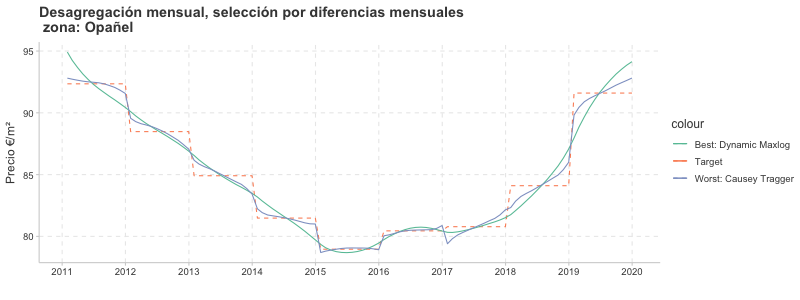 Desagregación mensual, selección por diferencias mensuales
zona: Opañel
95
90
85
80
Precio €/m²
2011 2012 2013 2014 2015 2016 2017 2018 2019 2020
colour
Best: Dynamic Maxlog
Target
Worst: Causey Tragger